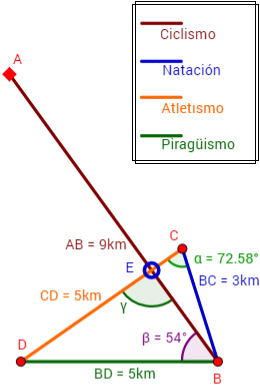 A
Ciclismo
Natación
Atletismo
Piragüismo
AB = 9km
C
E
α = 72.58°
BC = 3km
CD = 5km
γ
β = 54°
D
B
BD = 5km